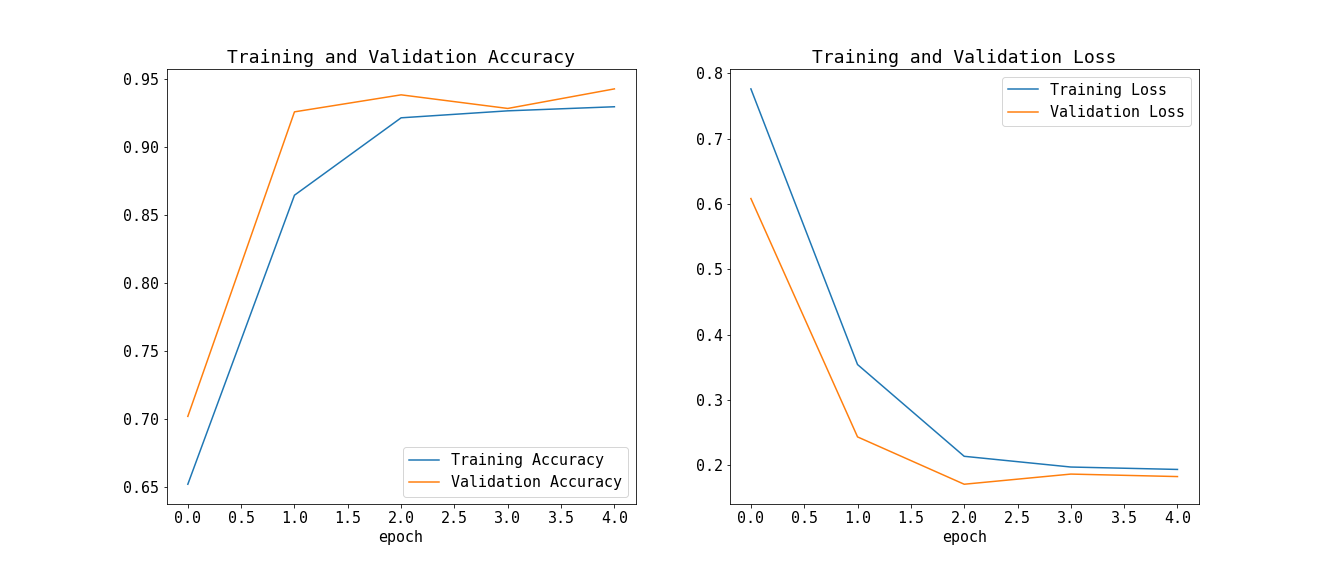 Training and Validation Accuracy
0.95
0.90
0.85
0.80
0.75
0.70
0.65
Training Accuracy
Validation Accuracy
0.0 0.5 1.0 1.5 2.0 2.5 3.0 3.5 4.0
epoch
Training and Validation Loss
0.8
0.7
0.6
0.5
0.4
0.3
0.2
Training Loss
Validation Loss
0.0 0.5 1.0 1.5 2.0 2.5 3.0 3.5 4.0
epoch